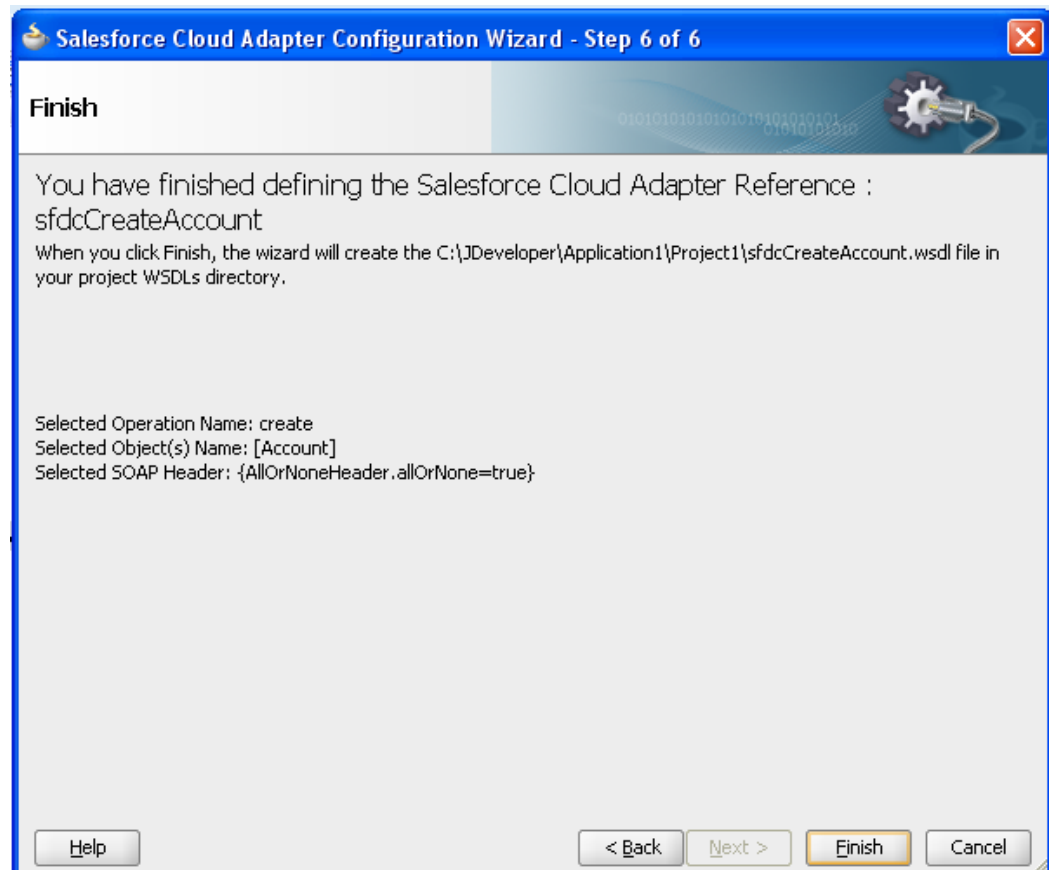 Salesforce Cloud Adapter Configuration Wizard - Step 6 of 6
Finish
You have finished defining the Salesforce Cloud Adapter Reference :
sfdcCreateAccount
When you click Finish, the wizard will create the C:\JDeveloper\Application1\Project1\sfdcCreateAccount.wsdl file in
your project WSDLs directory.
Selected Operation Name: create
Selected Object(s) Name: [Account]
Selected SOAP Header: {AllOrNoneHeader.allOrNone=true}
Help
< Back
Next >
Finish
Cancel